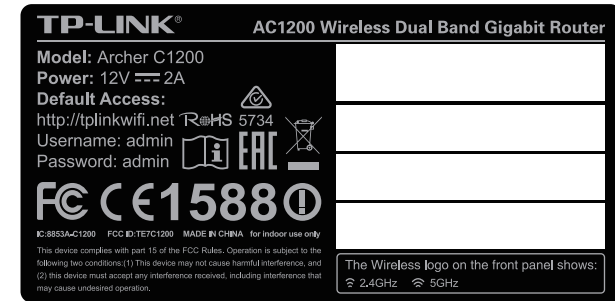 TP-LINK®
AC1200 Wireless Dual Band Gigabit Router
Model: Archer C1200
Power: 12V ⎓ 2A
Default Access:
http://tplinkwifi.net RoHS 5734
Username: admin
Password: admin EAC
FC CE1588
IC:8853A-C1200 FCC ID:TE7C1200 MADE IN CHINA for indoor use only
This device complies with part 15 of the FCC Rules. Operation is subject to the
following two conditions:(1) This device may not cause harmful interference, and
(2) this device must accept any interference received, including interference that
may cause undesired operation.
The Wireless logo on the front panel shows:
2.4GHz 5GHz